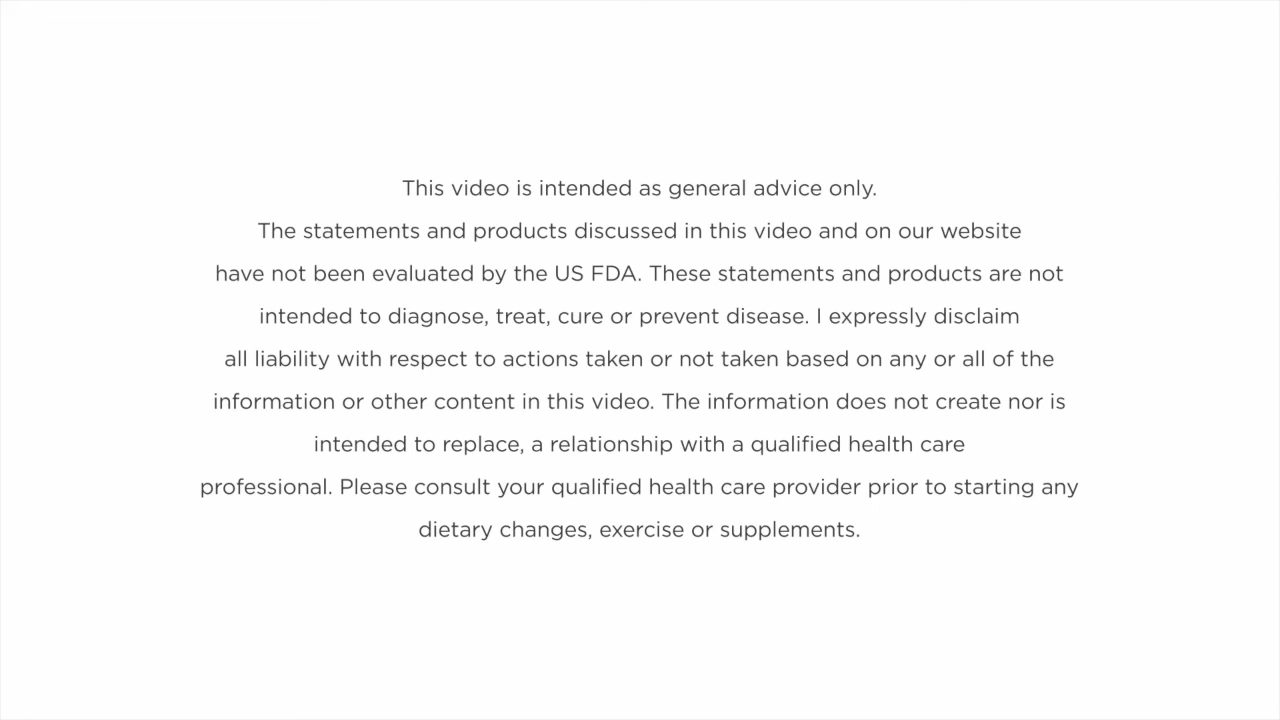 This video is intended as general advice only.
The statements and products discussed in this video and on our website
have not been evaluated by the US FDA. These statements and products are not
intended to diagnose, treat, cure or prevent disease. I expressly disclaim
all liability with respect to actions taken or not taken based on any or all of the
information or other content in this video. The information does not create nor is
intended to replace, a relationship with a qualified health care
professional. Please consult your qualified health care provider prior to starting any
dietary changes, exercise or supplements.